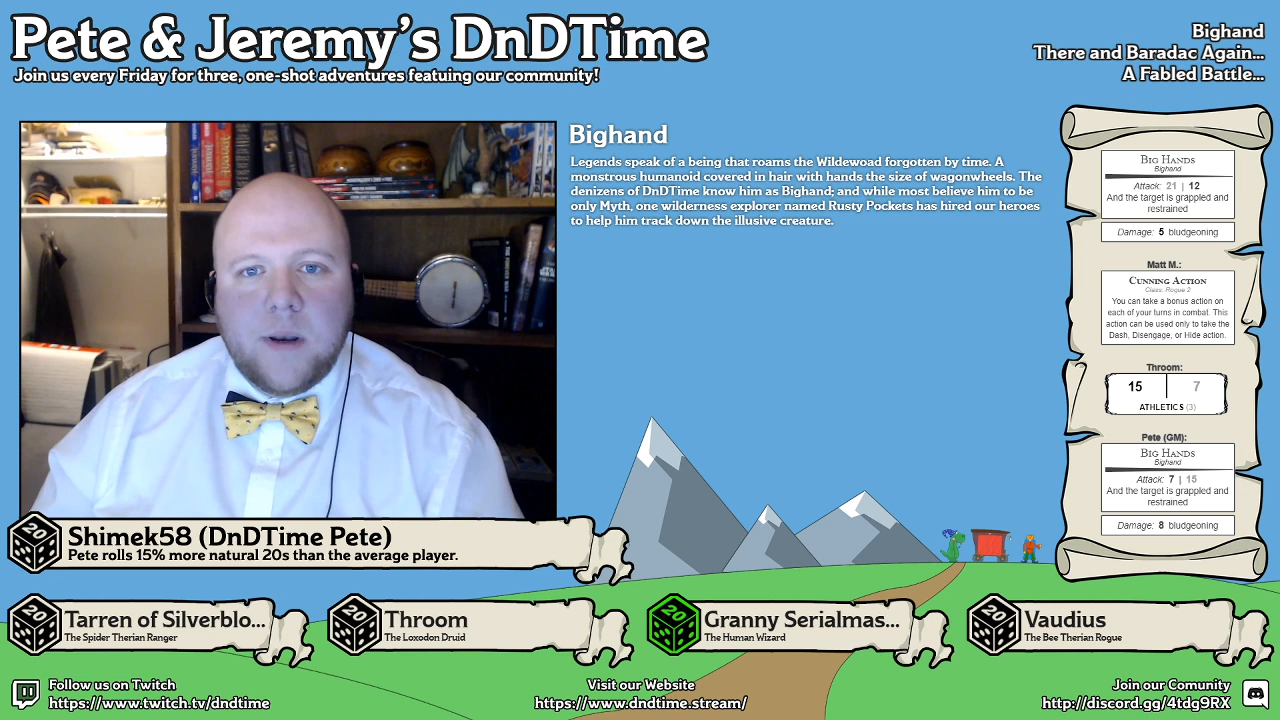 Pete & Jeremy's DnDTime
Join us every Friday for three, one-shot adventures featuing our community!
Bighand
There and Baradac Again...
A Fabled Battle...
Bighand
Legends speak of a being that roams the Wildewoad forgotten by time. A
monstrous humanoid covered in hair with hands the size of wagonwheels. The
denizens of DnDTime know him as Bighand; and while most believe him to be
only Myth, one wilderness explorer named Rusty Pockets has hired our heroes
to help him track down the illusive creature.
Big Hands
Bighand
Attack: 21 | 12
And the target is grappled and
restrained
Damage: 5 bludgeoning
Matt M.:
Cunning Action
Class: Rogue 2
You can take a bonus action on
each of your turns in combat. This
action can be used only to take the
Dash, Disengage, or Hide action.
Throom:
15 7
ATHLETICS (3)
Pete (GM):
Big Hands
Bighand
Attack: 7 | 15
And the target is grappled and
restrained
Damage: 8 bludgeoning
20
Shimek58 (DnDTime Pete)
Pete rolls 15% more natural 20s than the average player.
20
Tarren of Silverblo...
The Spider Therian Ranger
20
Throom
The Loxodon Druid
20
Granny Serialmas...
The Human Wizard
20
Vaudius
The Bee Therian Rogue
Follow us on Twitch
https://www.twitch.tv/dndtime
Visit our Website
https://www.dndtime.stream/
Join our Comunity
http://discord.gg/4tdg9RX